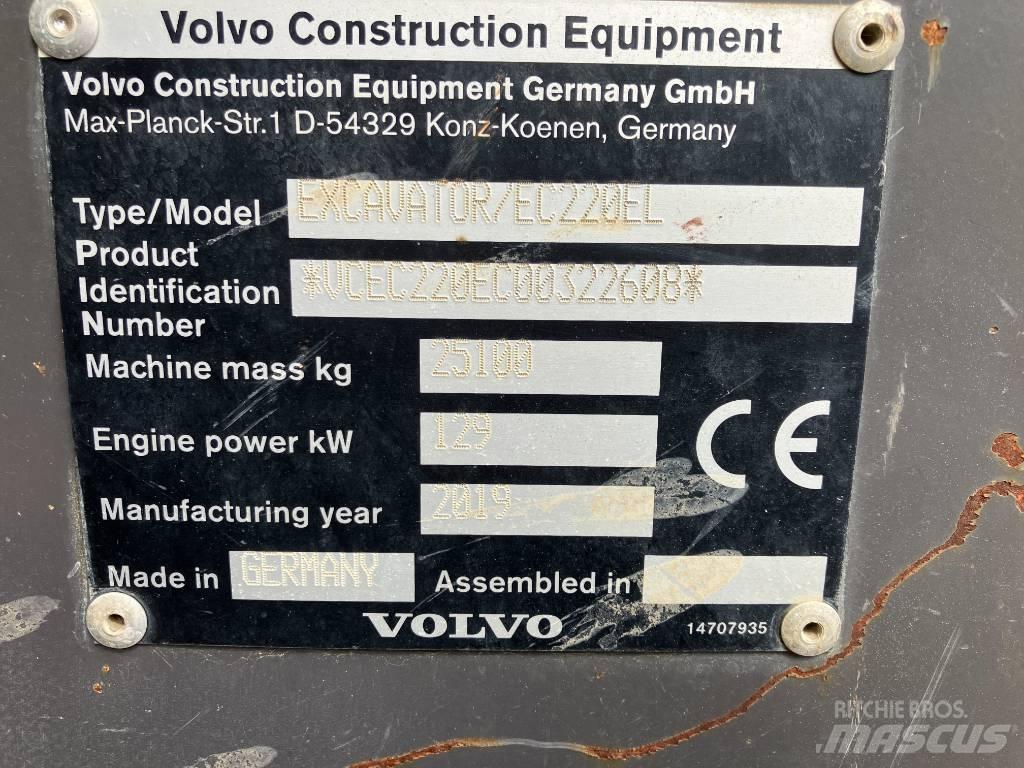 Volvo Construction Equipment
Volvo Construction Equipment Germany GmbH
Max-Planck-Str.1 D-54329 Konz-Koenen, Germany
Type/Model EXCAVATOR/EC220EL
Product
Identification *VCEC220EC00322608*
Number
Machine mass kg 25100
Engine power kW 129
Manufacturing year 2019
CE
Made in GERMANY Assembled in
VOLVO 14707935
RITCHIE BROS.
MASCUS